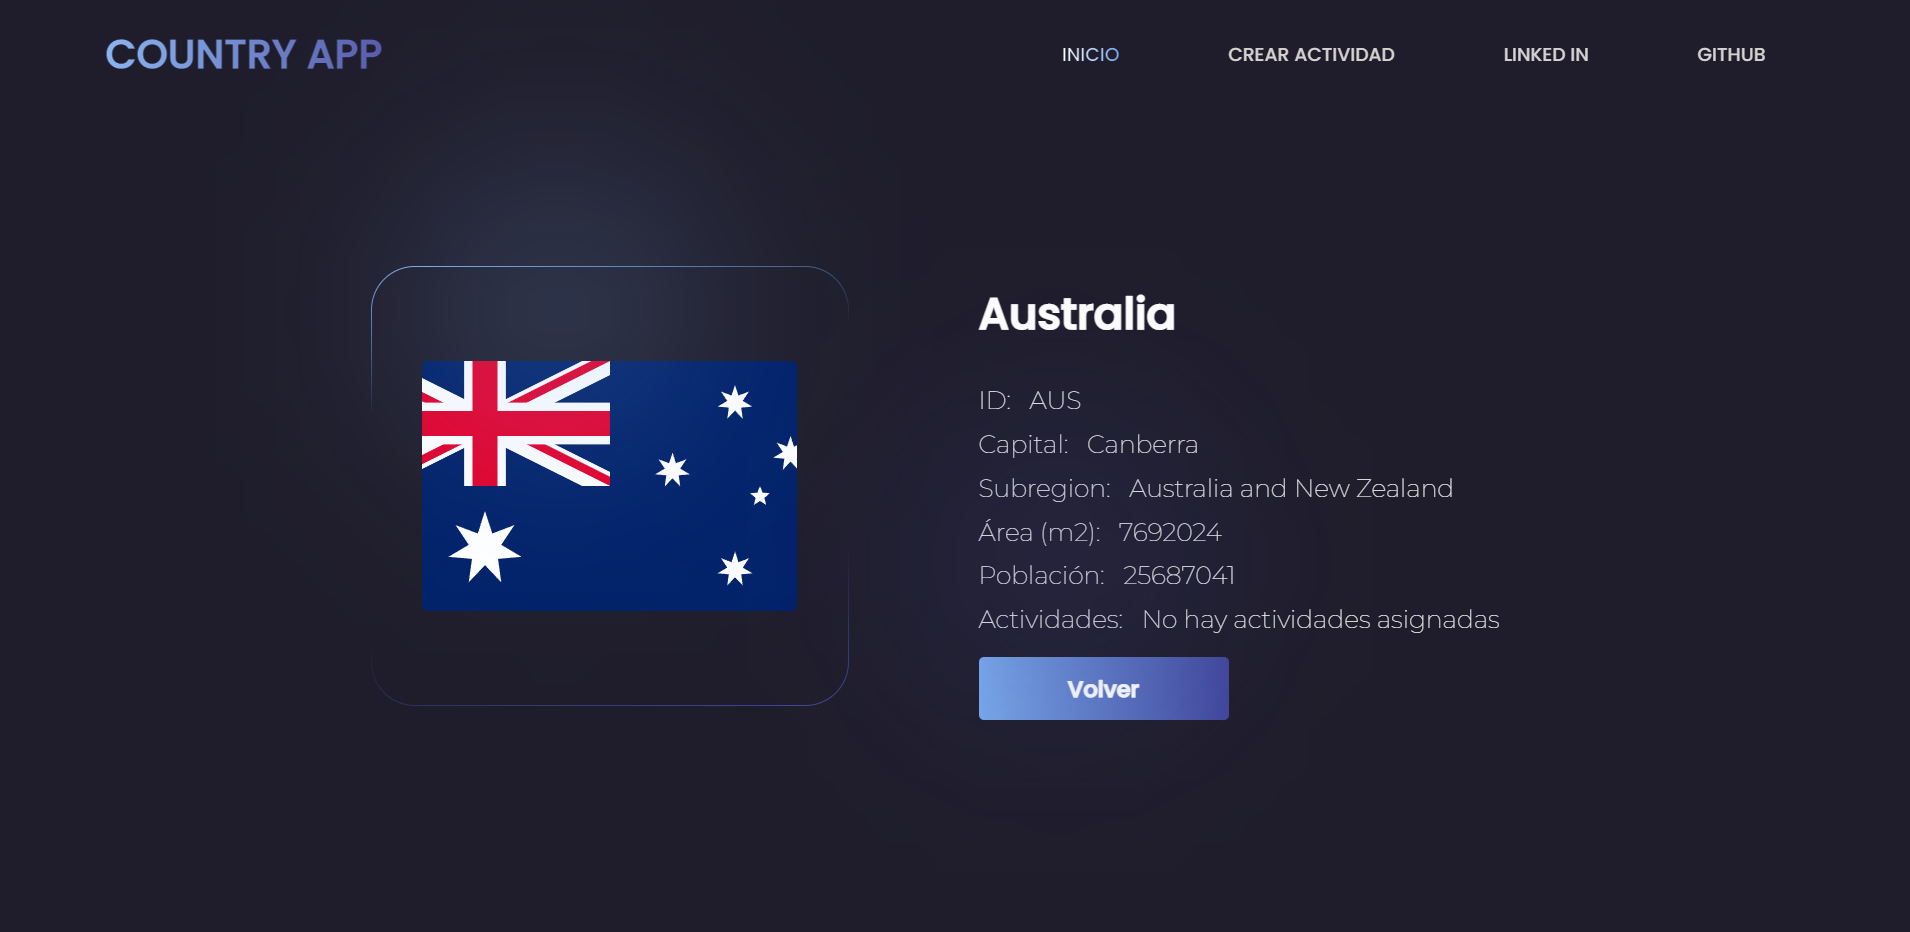 COUNTRY APP
INICIO CREAR ACTIVIDAD LINKED IN GITHUB
Australia
ID: AUS
Capital: Canberra
Subregion: Australia and New Zealand
Área (m2): 7692024
Población: 25687041
Actividades: No hay actividades asignadas
Volver